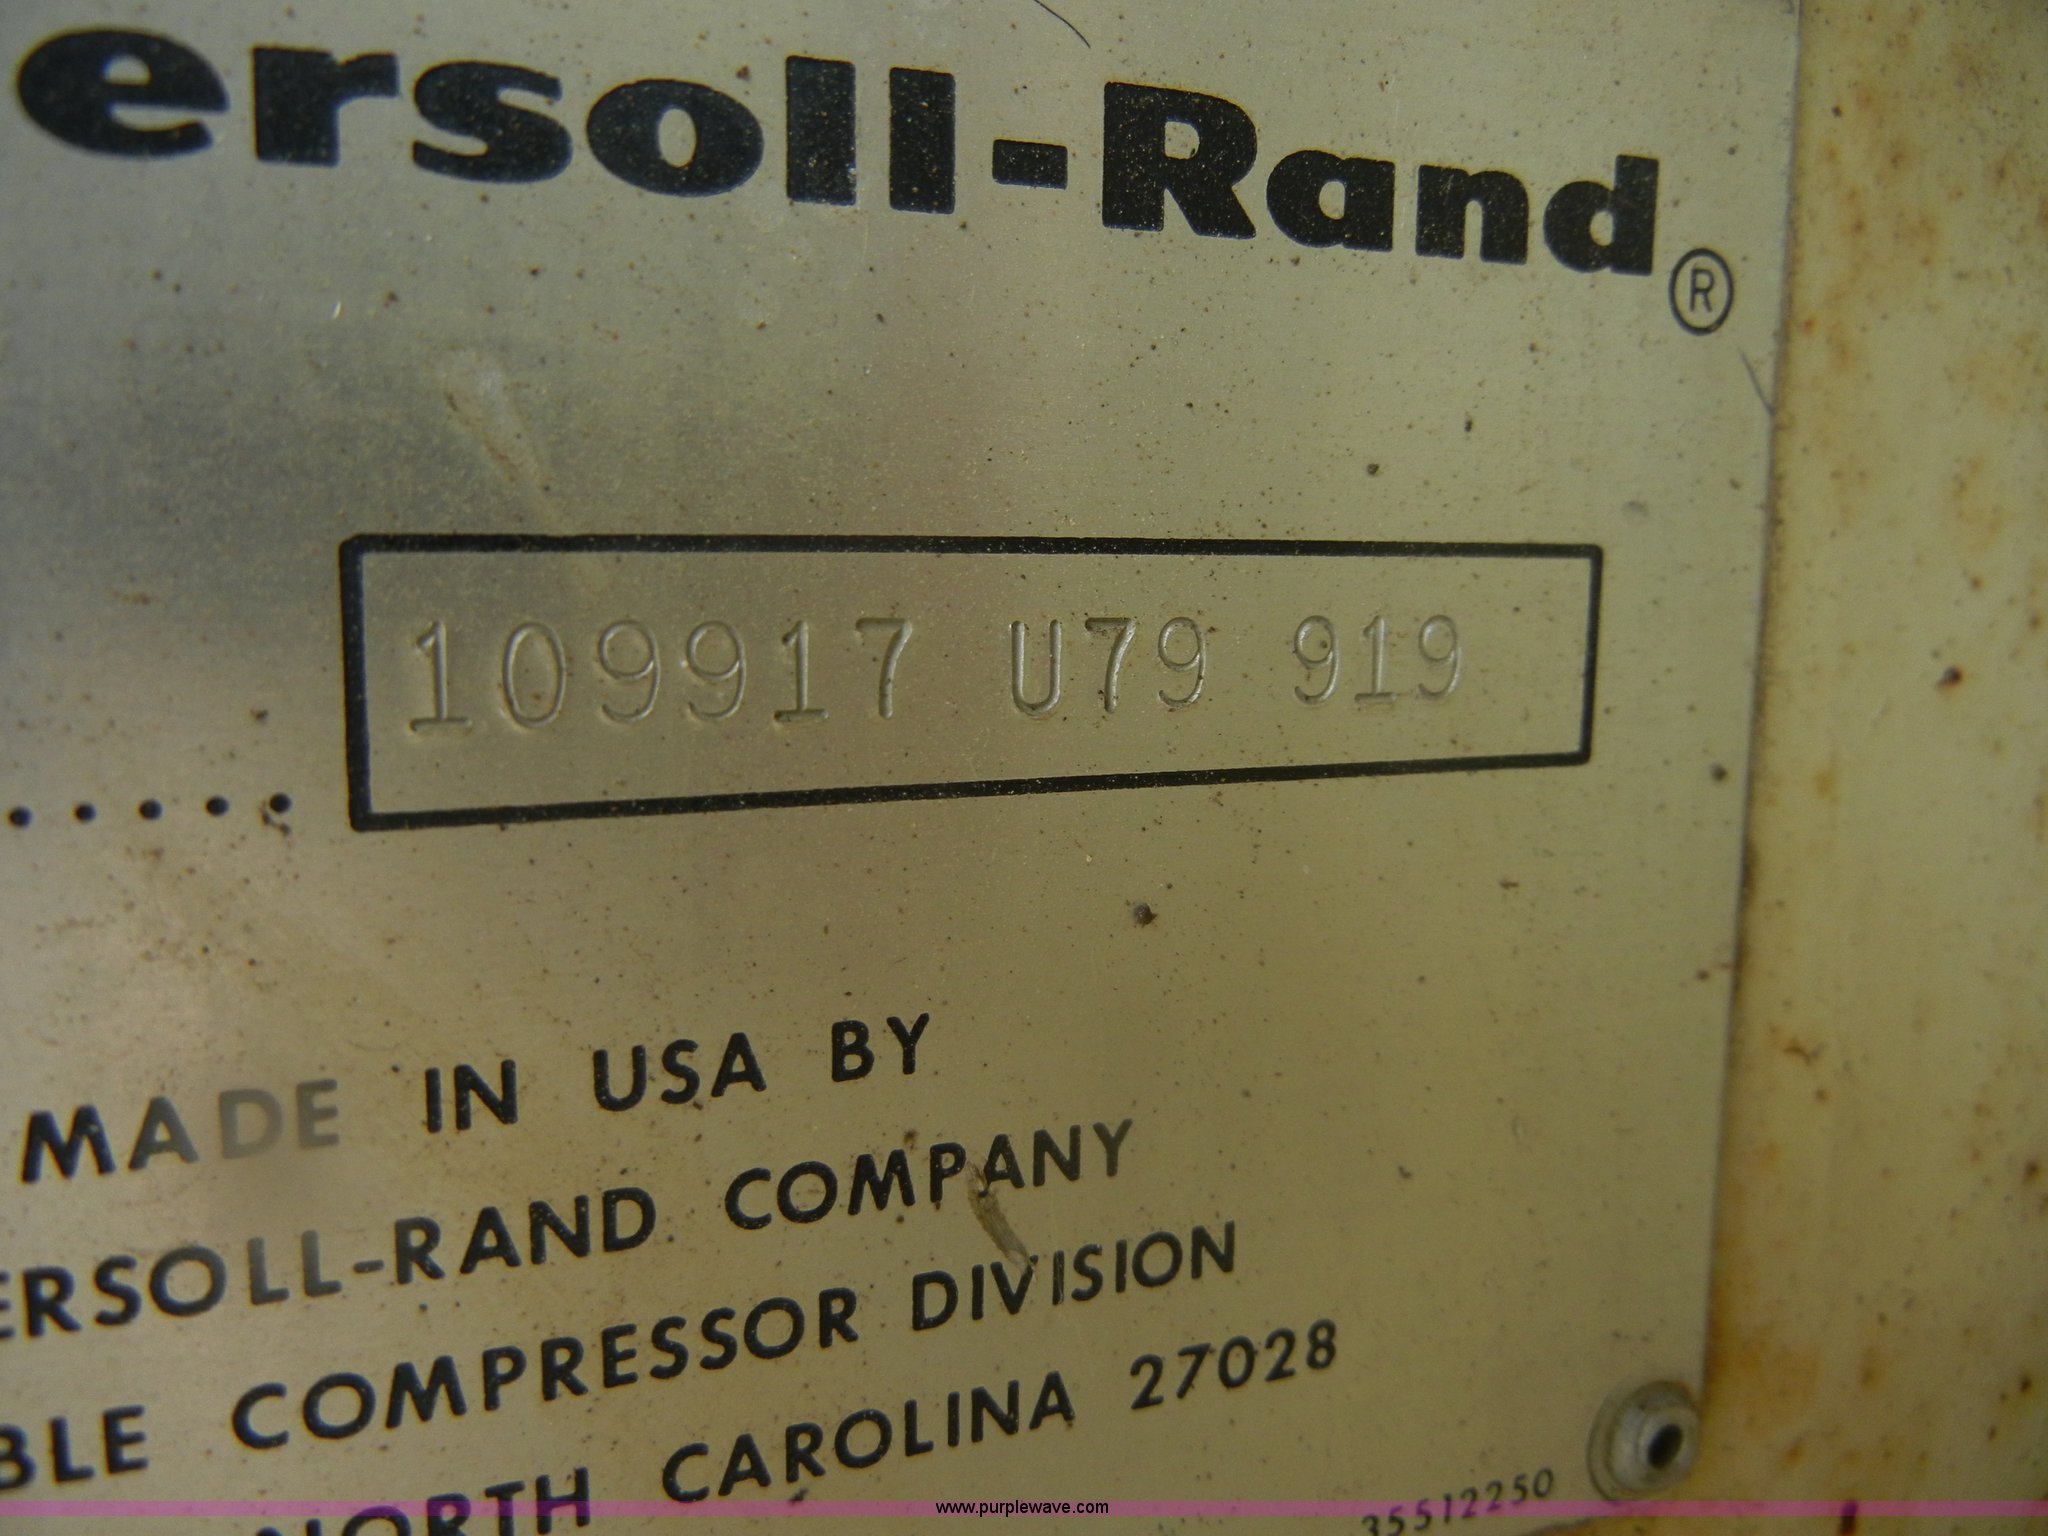 ersoll-Rand®
109917 U79 919
MADE IN USA BY
ERSOLL-RAND COMPANY
BLE COMPRESSOR DIVISION
NORTH CAROLINA 27028
35512250
www.purplewave.com